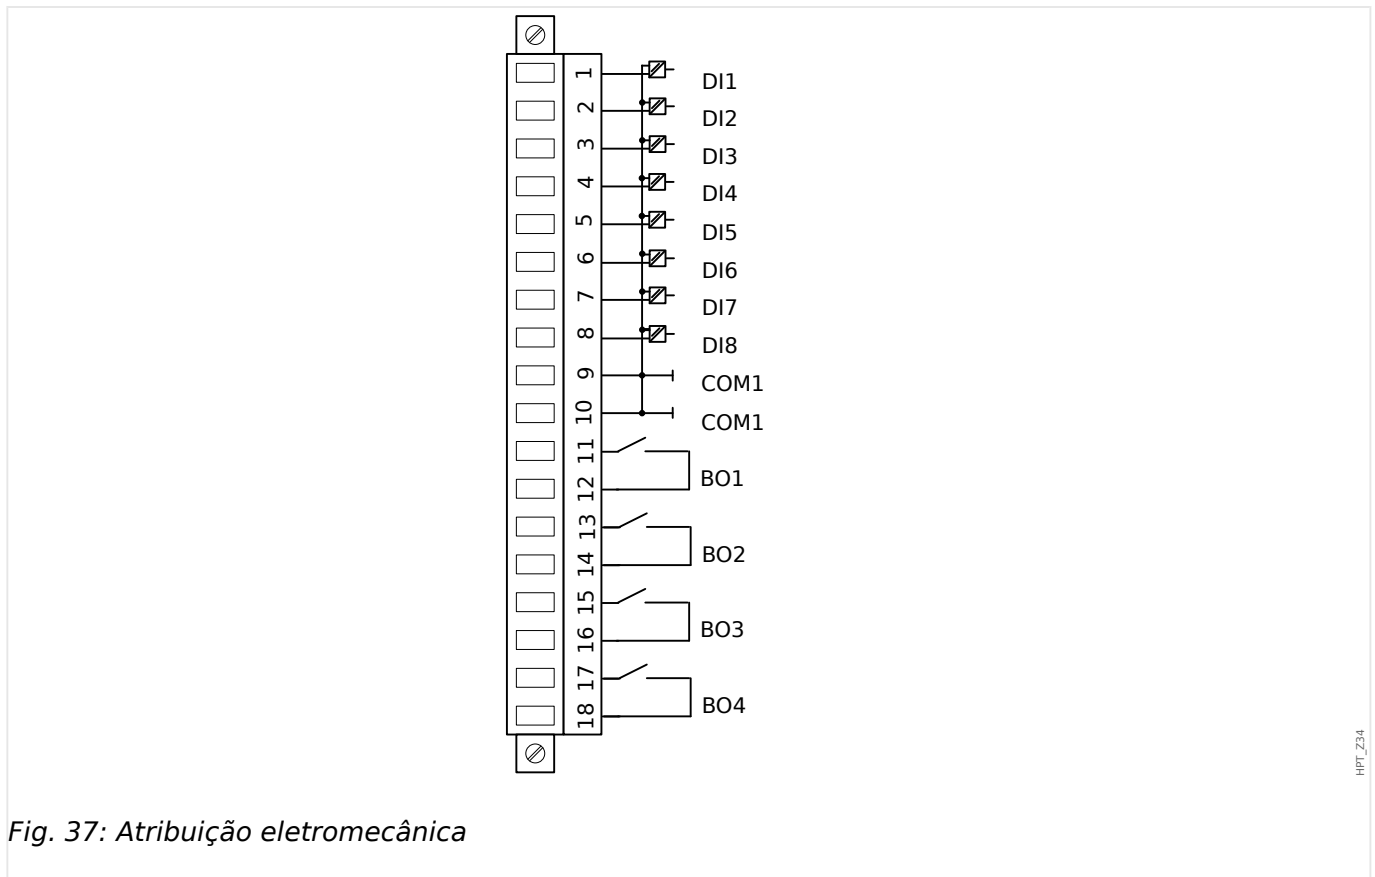 1 DI1
2 DI2
3 DI3
4 DI4
5 DI5
6 DI6
7 DI7
8 DI8
9 COM1
10 COM1
11
BO1
12
13
BO2
14
15
BO3
16
17
BO4
18
HPT_Z34
Fig. 37: Atribuição eletromecânica